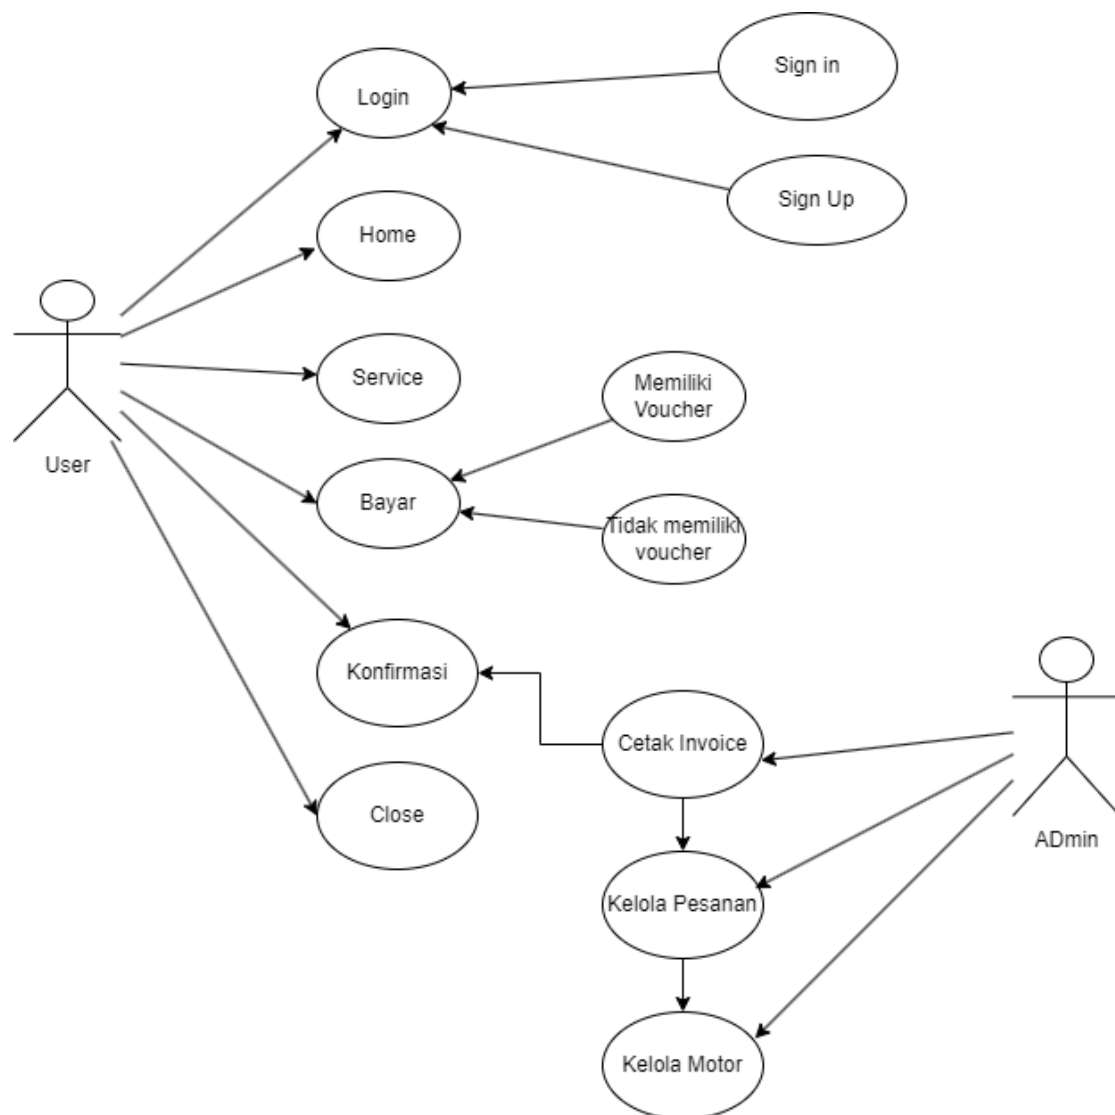 Sign in
Login
Sign Up
Home
Service
Memiliki
Voucher
User
Bayar
Tidak memiliki
voucher
Konfirmasi
Cetak Invoice
Close
ADmin
Kelola Pesanan
Kelola Motor